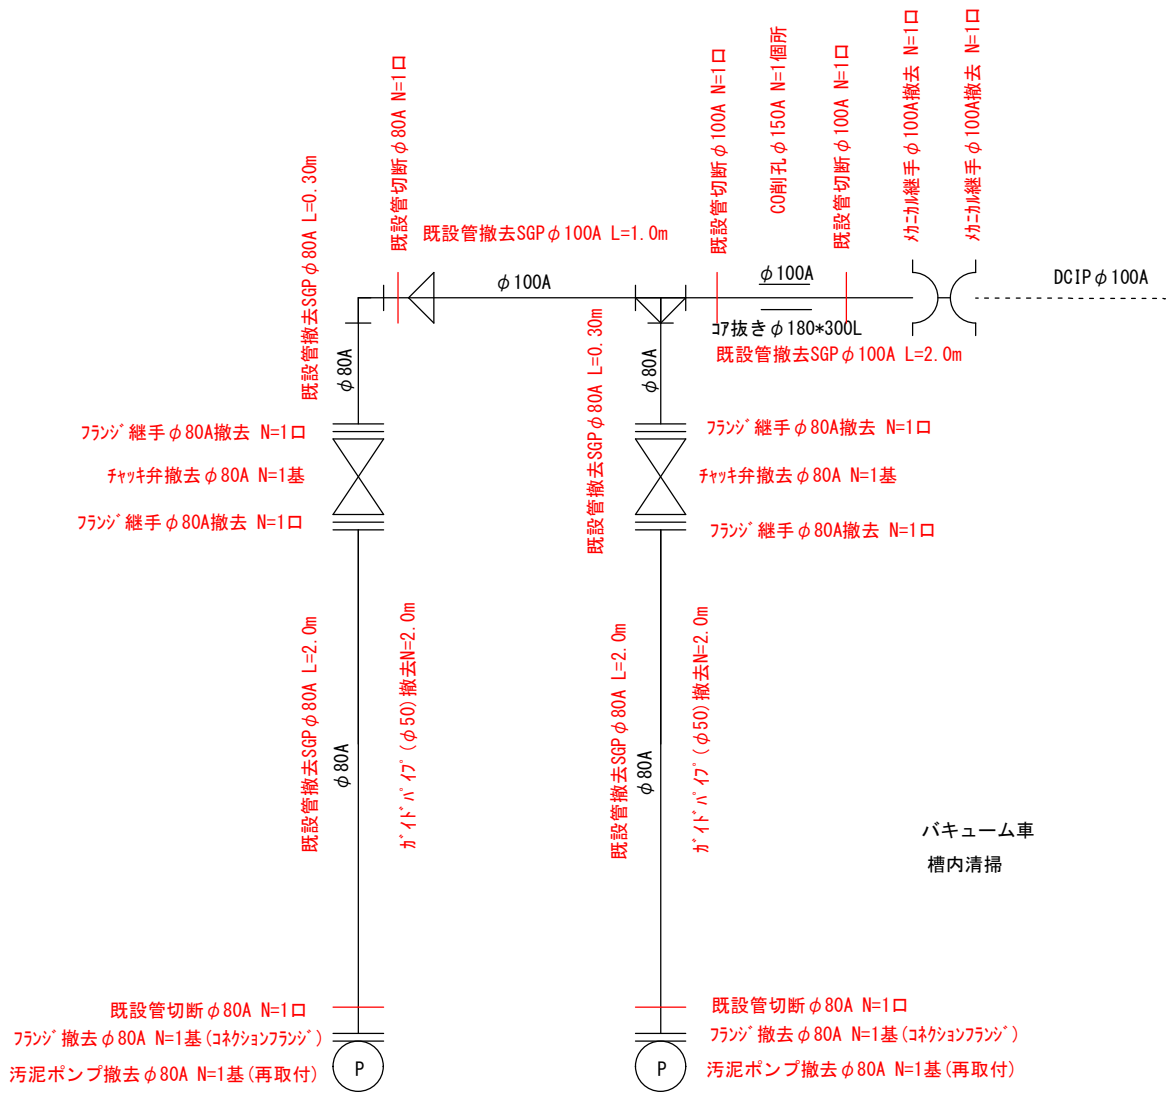 既設管切断φ80A N=1口
既設管切断φ100A N=1口
CO削孔φ150A N=1個所
既設管切断φ100A N=1口
ﾒｶﾆｶﾙ継手φ100A撤去 N=1口
ﾒｶﾆｶﾙ継手φ100A撤去 N=1口
既設管撤去SGPφ80A L=0.30m
既設管撤去SGPφ100A L=1.0m
φ100A
φ100A
DCIPφ100A
ｺｱ抜きφ180*300L
既設管撤去SGPφ100A L=2.0m
φ80A
既設管撤去SGPφ80A L=0.30m
φ80A
ﾌﾗﾝｼﾞ継手φ80A撤去 N=1口
ﾌﾗﾝｼﾞ継手φ80A撤去 N=1口
ﾁｬｯｷ弁撤去φ80A N=1基
ﾁｬｯｷ弁撤去φ80A N=1基
ﾌﾗﾝｼﾞ継手φ80A撤去 N=1口
ﾌﾗﾝｼﾞ継手φ80A撤去 N=1口
既設管撤去SGPφ80A L=2.0m
φ80A
ｶﾞｲﾄﾞﾊﾟｲﾌﾟ(φ50)撤去N=2.0m
既設管撤去SGPφ80A L=2.0m
φ80A
ｶﾞｲﾄﾞﾊﾟｲﾌﾟ(φ50)撤去N=2.0m
バキューム車
槽内清掃
既設管切断φ80A N=1口
既設管切断φ80A N=1口
ﾌﾗﾝｼﾞ撤去φ80A N=1基(ｺﾈｸｼｮﾝﾌﾗﾝｼﾞ)
ﾌﾗﾝｼﾞ撤去φ80A N=1基(ｺﾈｸｼｮﾝﾌﾗﾝｼﾞ)
汚泥ポンプ撤去φ80A N=1基(再取付)
P
P
汚泥ポンプ撤去φ80A N=1基(再取付)